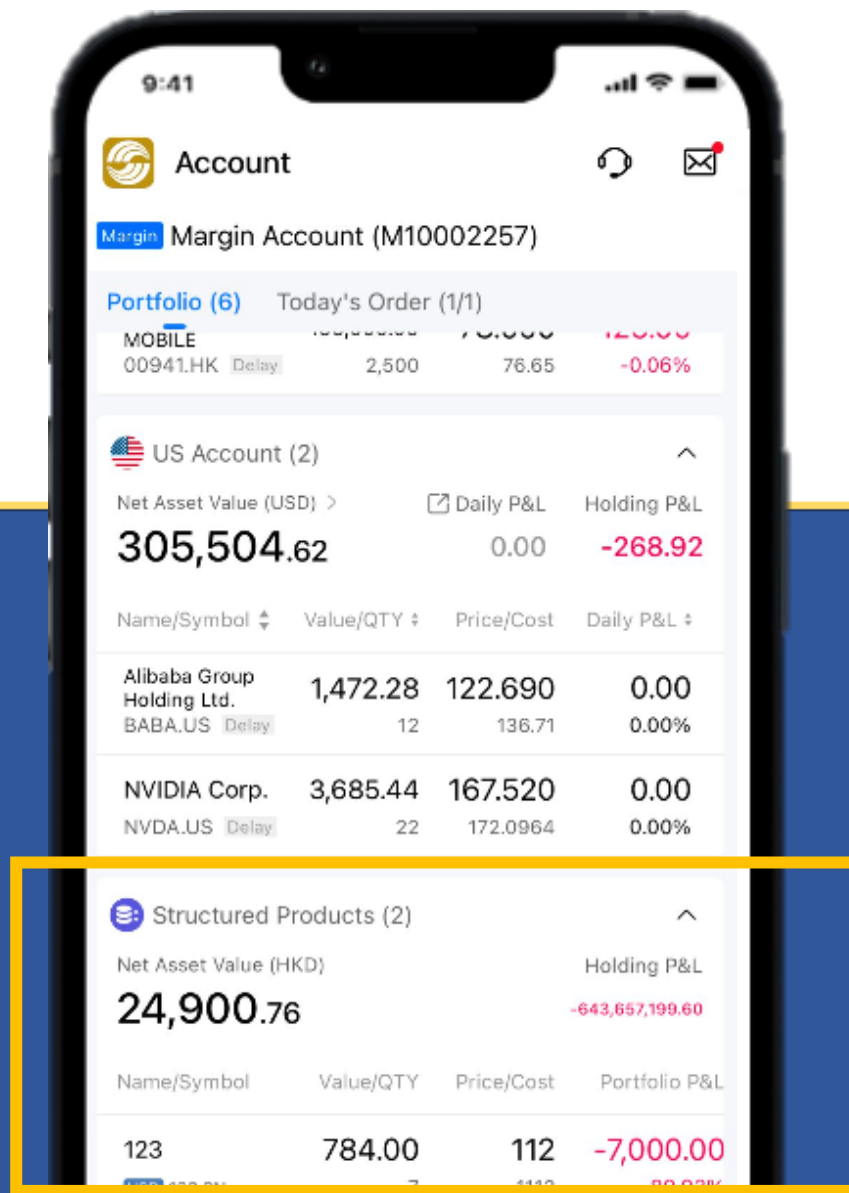 9:41
Account
Margin Margin Account (M10002257)
Portfolio (6) Today's Order (1/1)
MOBILE
00941.HK Delay 2,500 76.65 -0.06%
US Account (2)
Net Asset Value (USD) > Daily P&L Holding P&L
305,504.62 0.00 -268.92
Name/Symbol Value/QTY Price/Cost Daily P&L
Alibaba Group
Holding Ltd. 1,472.28 122.690 0.00
BABA.US Delay 12 136.71 0.00%
NVIDIA Corp. 3,685.44 167.520 0.00
NVDA.US Delay 22 172.0964 0.00%
Structured Products (2)
Net Asset Value (HKD) Holding P&L
24,900.76 -643,657,199.60
Name/Symbol Value/QTY Price/Cost Portfolio P&L
123 784.00 112 -7,000.00